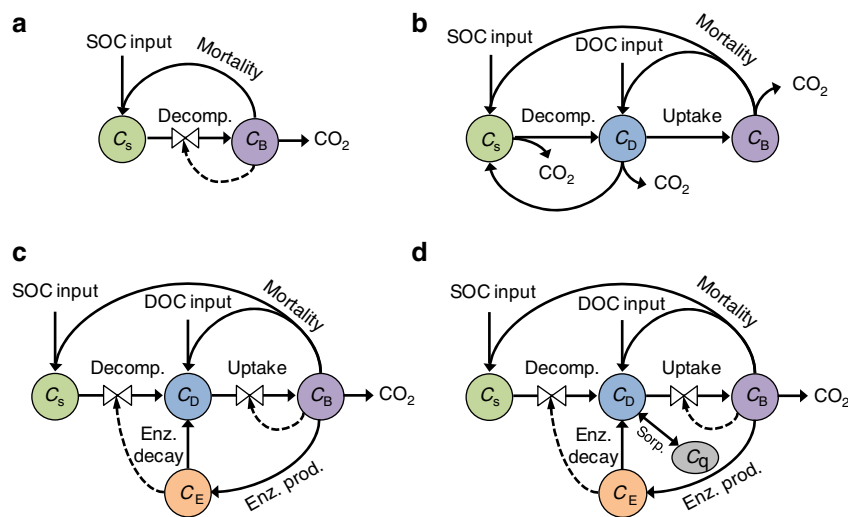 a
SOC input
Mortality
Decomp.
Cs
CB
CO2
b
SOC input
DOC input
Mortality
CO2
Decomp.
Uptake
Cs
CD
CB
CO2
CO2
c
SOC input
DOC input
Mortality
Decomp.
Uptake
Cs
CD
CB
CO2
Enz.
decay
Enz. prod.
CE
d
SOC input
DOC input
Mortality
Decomp.
Uptake
Cs
CD
CB
CO2
Enz.
decay
Sorp.
Cq
Enz. prod.
CE